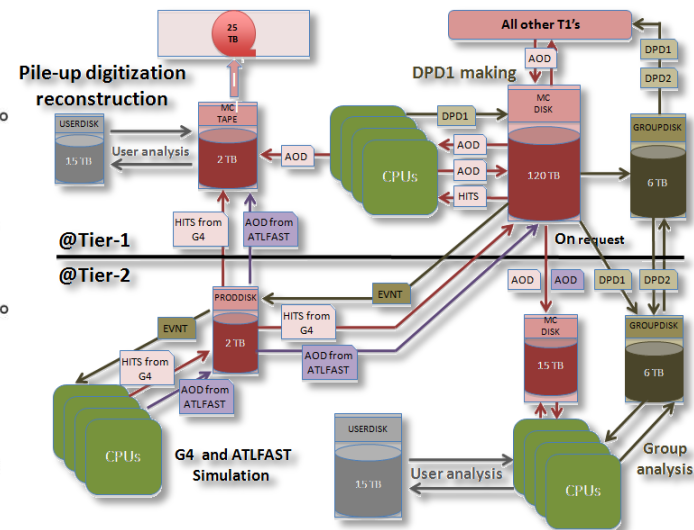 25
TB
All other T1's
AOD
DPD1
DPD2
Pile-up digitization
reconstruction
DPD1 making
USERDISK
15 TB
User analysis
MC
TAPE
2 TB
AOD
CPUs
DPD1
AOD
AOD
HITS
MC
DISK
120 TB
GROUPDISK
6 TB
HITS from
G4
AOD from
ATLFAST
@Tier-1
On request
@Tier-2
EVNT
AOD
AOD
DPD1
DPD2
PRODDISK
2 TB
EVNT
HITS from
G4
AOD from
ATLFAST
HITS from
G4
AOD from
ATLFAST
MC
DISK
15 TB
GROUPDISK
6 TB
CPUs
G4 and ATLFAST
Simulation
USERDISK
15 TB
User analysis
CPUs
Group
analysis